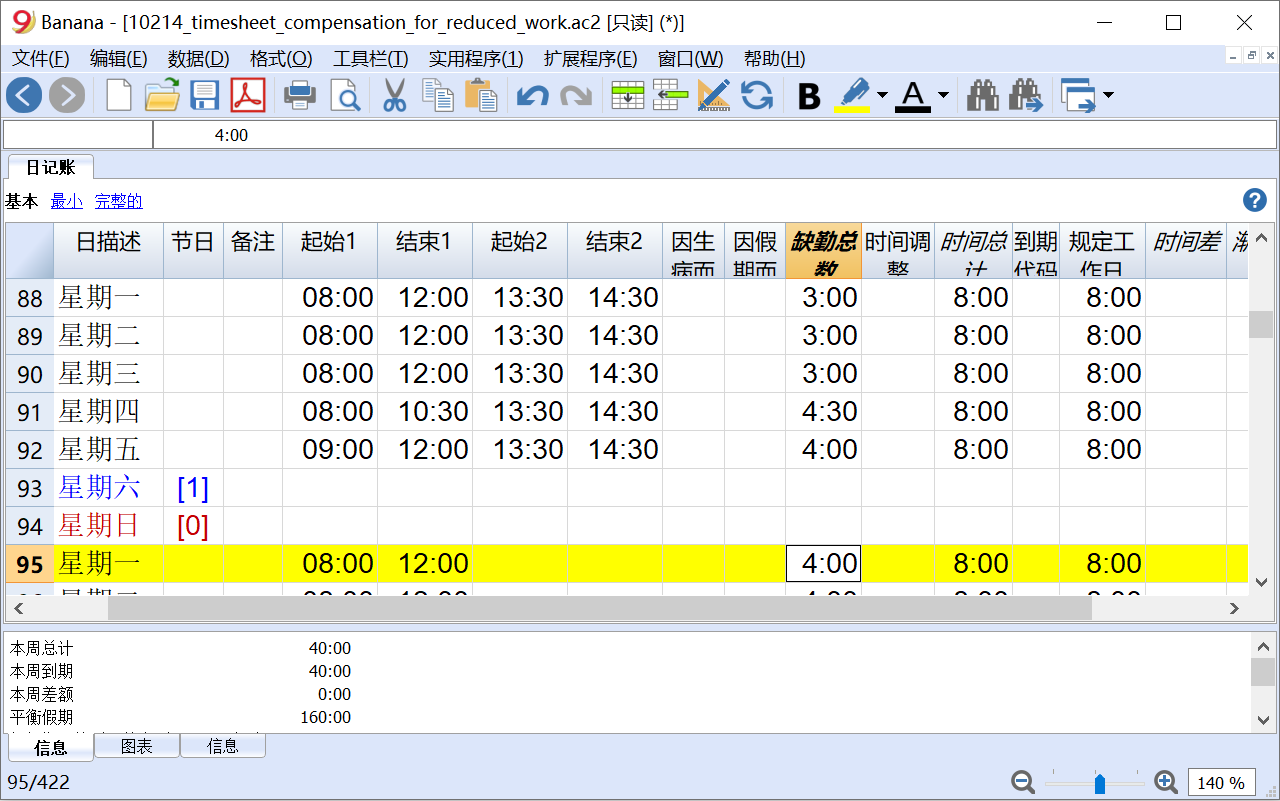 Banana - [10214_timesheet_compensation_for_reduced_work.ac2 [只读] (*)]
文件(F) 编辑(E) 数据(D) 格式(O) 工具栏(T) 实用程序(1) 扩展程序(E) 窗口(W) 帮助(H)
4:00
日记账
基本 最小 完整的
日描述 节日 备注 起始1 结束1 起始2 结束2 因生病而 因假期而 缺勤总数 时间调整 时间总计 到期代码 规定工作日 时间差
88 星期一 08:00 12:00 13:30 14:30 3:00 8:00 8:00
89 星期二 08:00 12:00 13:30 14:30 3:00 8:00 8:00
90 星期三 08:00 12:00 13:30 14:30 3:00 8:00 8:00
91 星期四 08:00 10:30 13:30 14:30 4:30 8:00 8:00
92 星期五 09:00 12:00 13:30 14:30 4:00 8:00 8:00
93 星期六 [1]
94 星期日 [0]
95 星期一 08:00 12:00 4:00 8:00 8:00
本周总计 40:00
本周到期 40:00
本周差额 0:00
平衡假期 160:00
信息 图表 信息
95/422 140 %